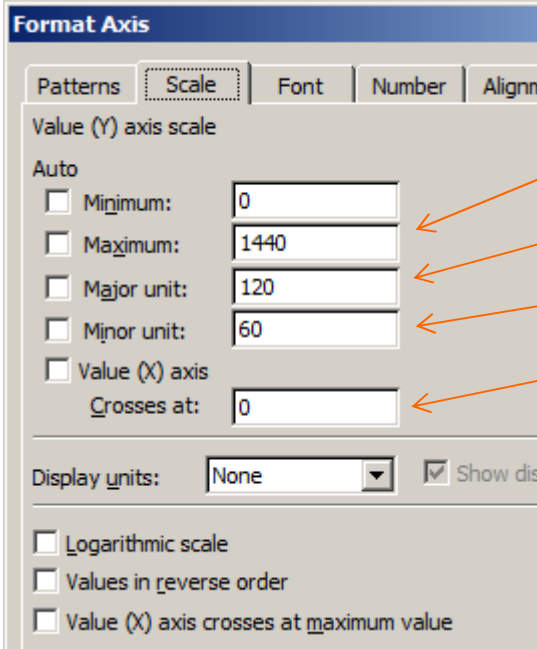 Format Axis
Patterns Scale Font Number Alignm
Value (Y) axis scale
Auto
Minimum: 0
Maximum: 1440
Major unit: 120
Minor unit: 60
Value (X) axis
Crosses at: 0
Display units: None Show dis
Logarithmic scale
Values in reverse order
Value (X) axis crosses at maximum value